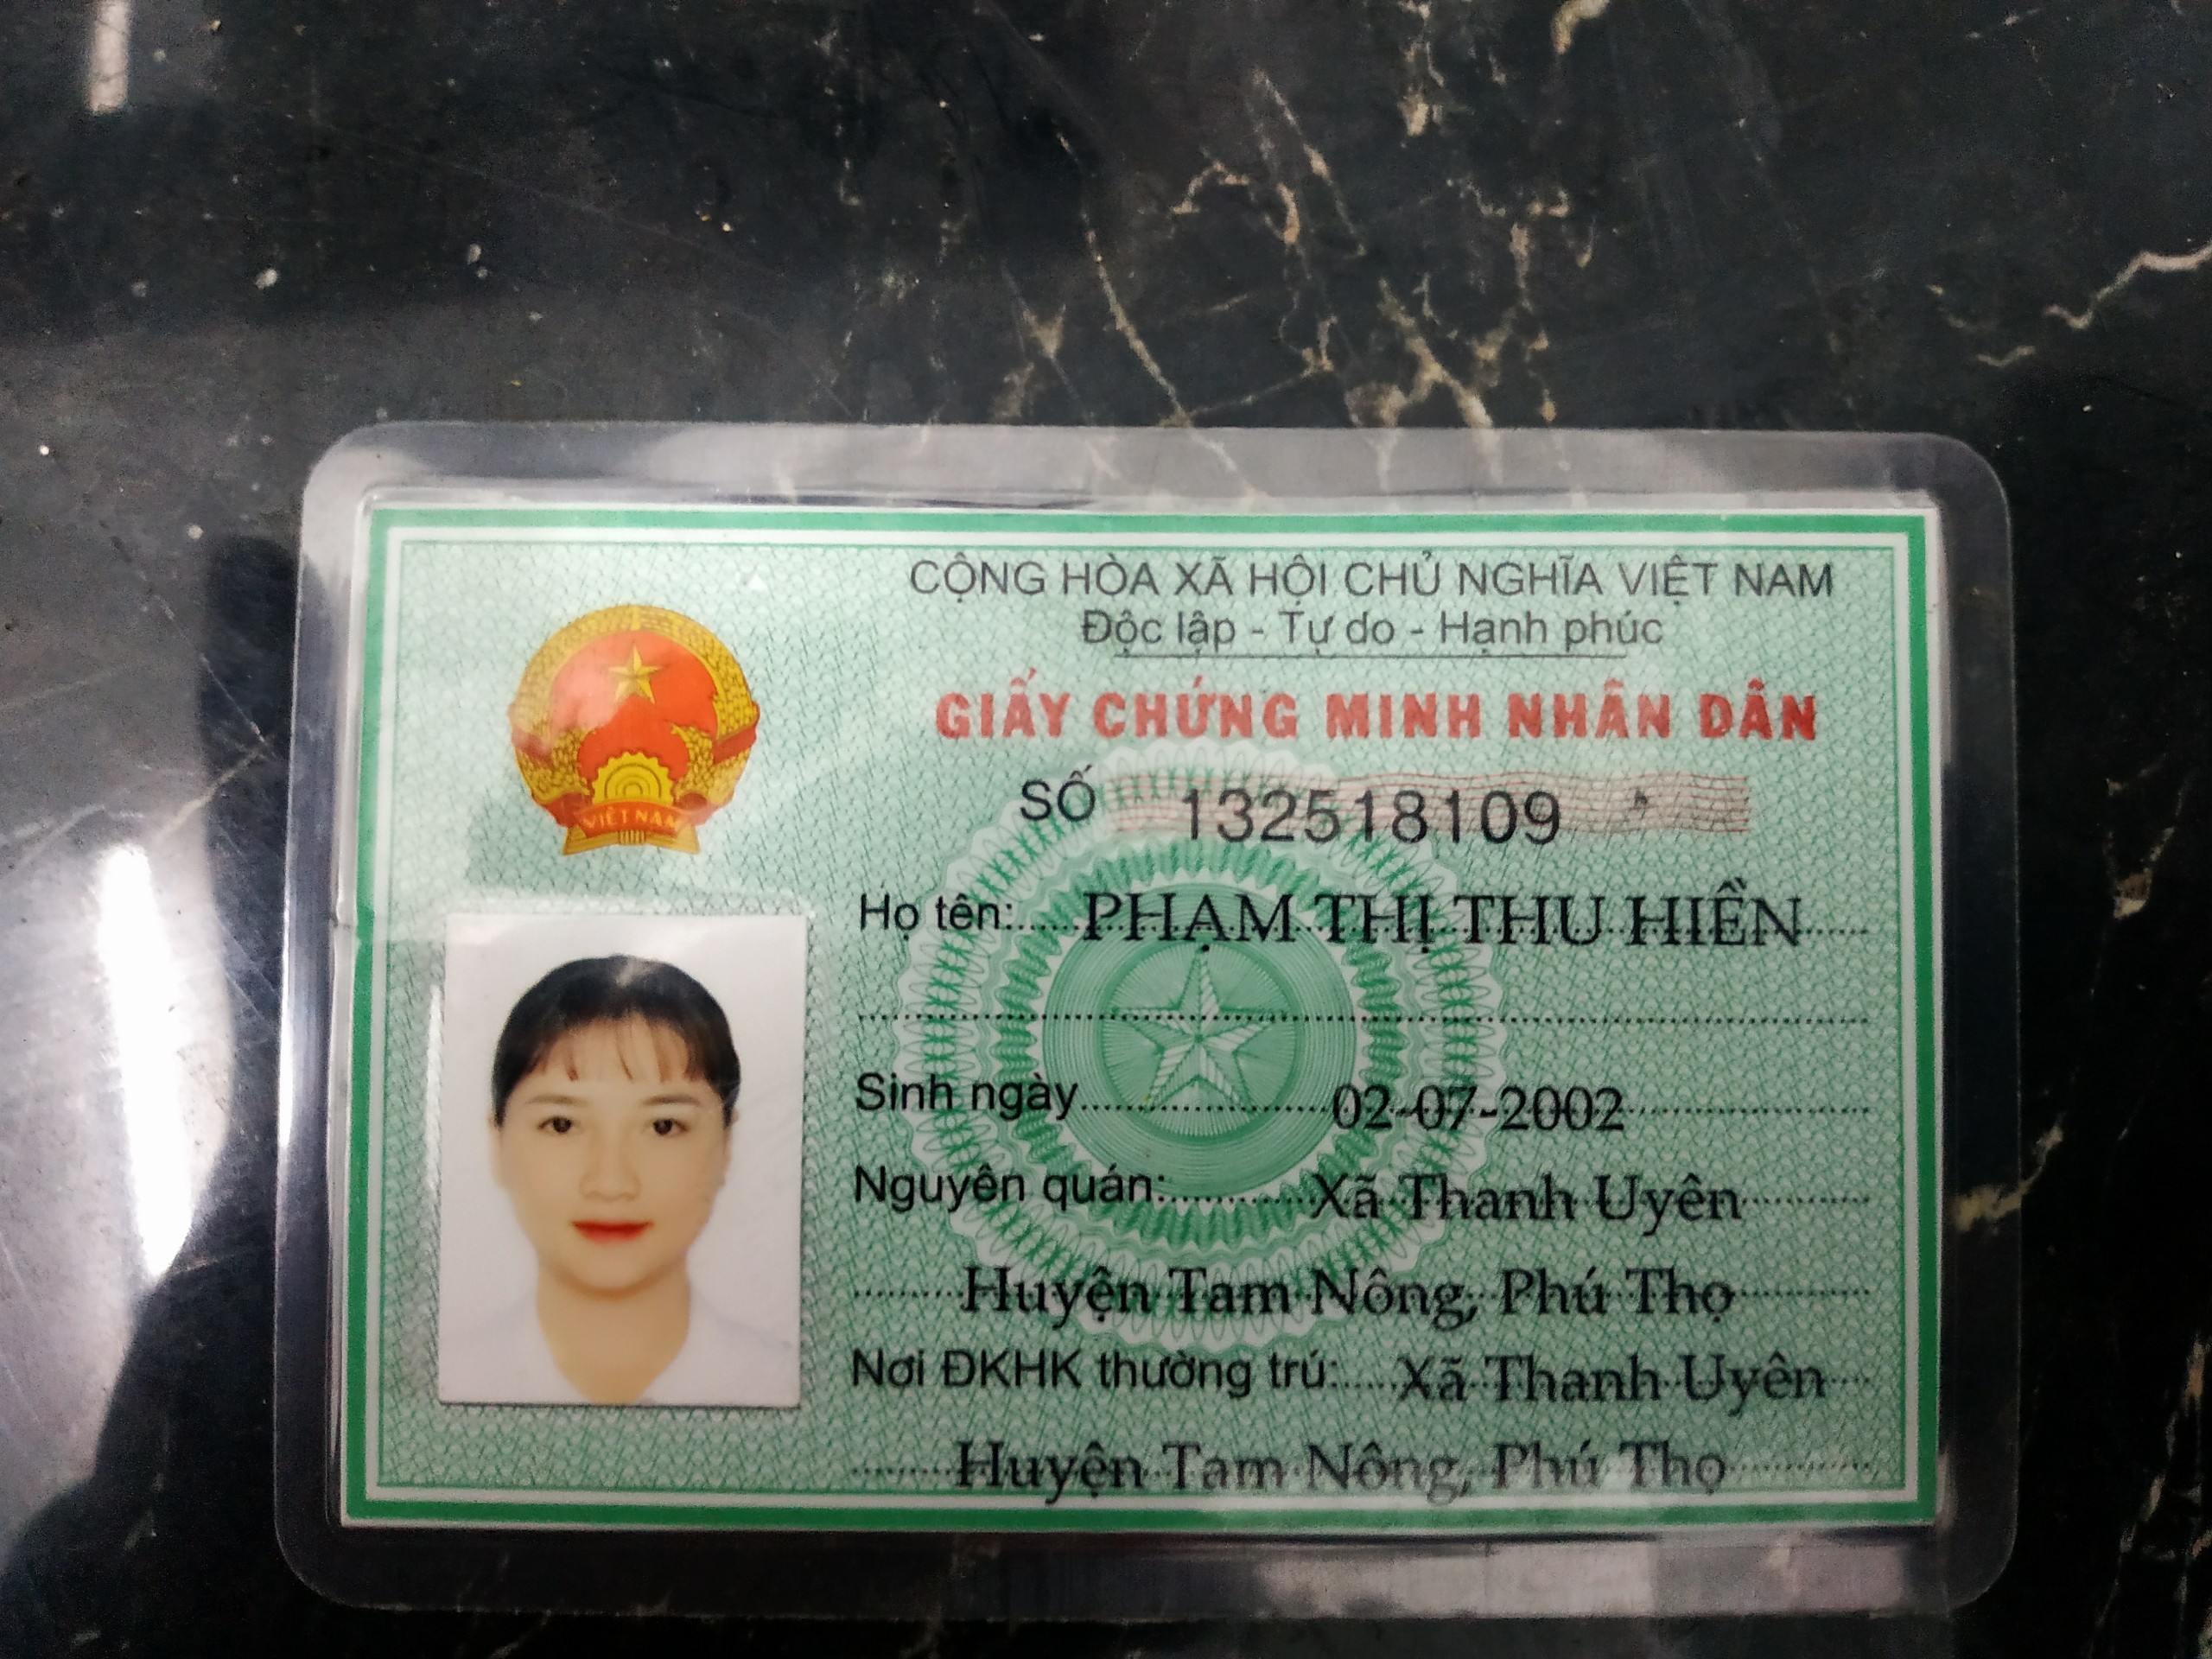 CỘNG HÒA XÃ HỘI CHỦ NGHĨA VIỆT NAM
Độc lập - Tự do - Hạnh phúc
GIẤY CHỨNG MINH NHÂN DÂN
SỐ 132518109
VIỆT NAM
Họ tên: PHẠM THỊ THU HIỀN
Sinh ngày 02-07-2002
Nguyên quán: Xã Thanh Uyên
Huyện Tam Nông, Phú Thọ
Nơi ĐKHK thường trú: Xã Thanh Uyên
Huyện Tam Nông, Phú Thọ